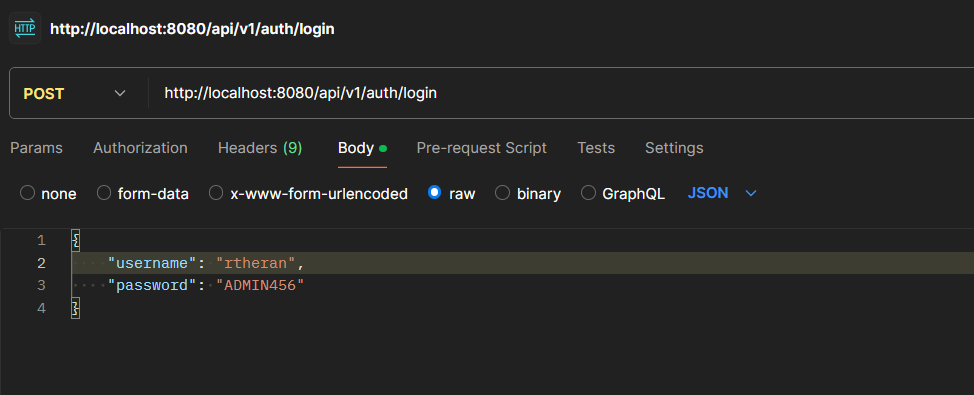 HTTP http://localhost:8080/api/v1/auth/login
POST http://localhost:8080/api/v1/auth/login
Params Authorization Headers (9) Body Pre-request Script Tests Settings
none form-data x-www-form-urlencoded raw binary GraphQL JSON
1 {
2 "username": "rtheran",
3 "password": "ADMIN456"
4 }